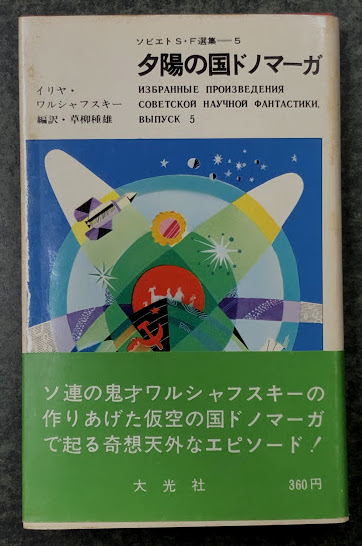 ソビエトS・F選集—5
夕陽の国ドノマーガ
イリヤ・
ワルシャフスキー
編訳・草柳種雄
ИЗБРАННЫЕ ПРОИЗВЕДЕНИЯ
СОВЕТСКОЙ НАУЧНОЙ ФАНТАСТИКИ.
ВЫПУСК 5
ソ連の鬼才ワルシャフスキーの
作りあげた仮空の国ドノマーガ
で起る奇想天外なエピソード!
大光社
360円